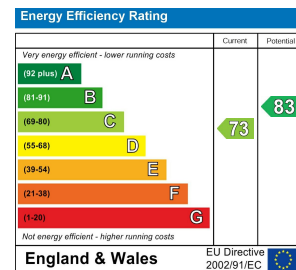 Energy Efficiency Rating
Current Potential
Very energy efficient - lower running costs
(92 plus) A
(81-91) B
(69-80) C
(55-68) D
(39-54) E
(21-38) F
(1-20) G
73
83
Not energy efficient - higher running costs
England & Wales
EU Directive
2002/91/EC